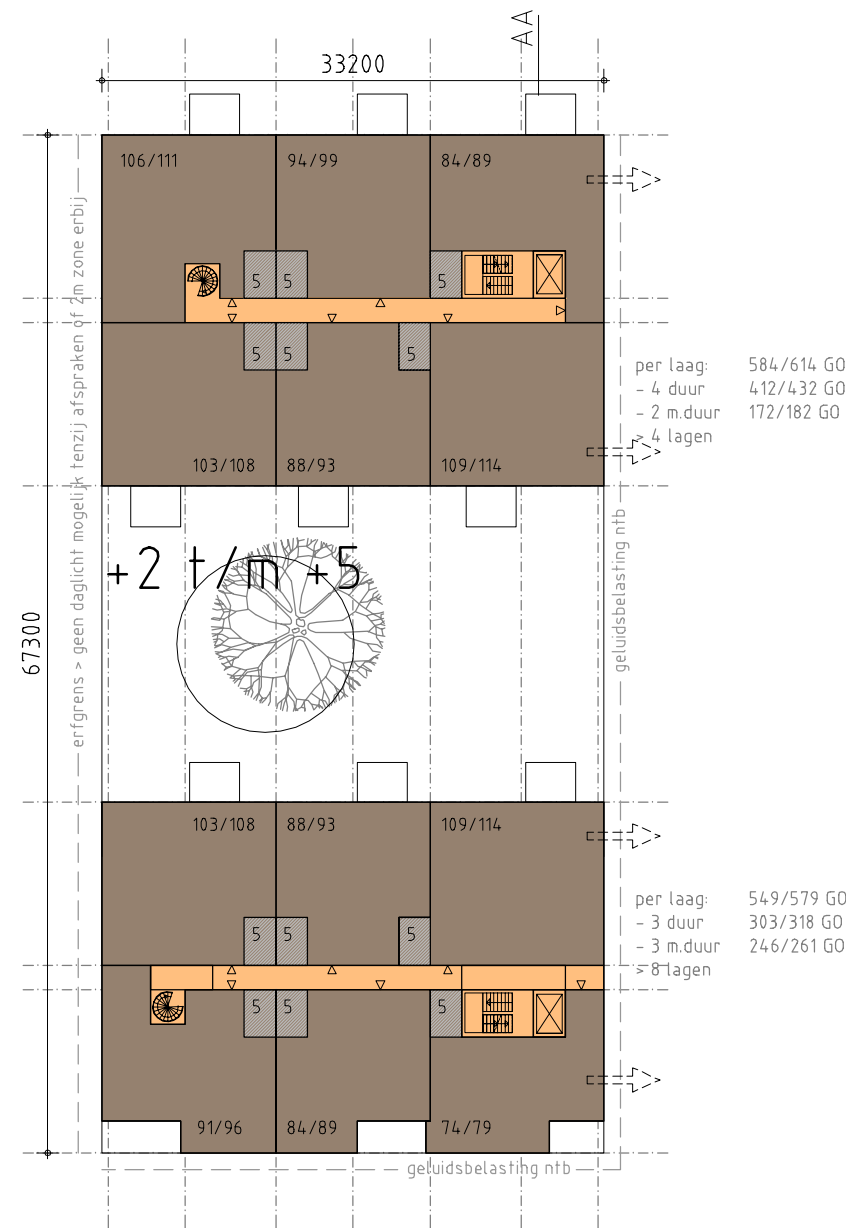 AA
33200
106/111
94/99
84/89
5
5
5
5
5
5
103/108
88/93
109/114
per laag: 584/614 GO
- 4 duur 412/432 GO
- 2 m.duur 172/182 GO
> 4 lagen
erfgrens > geen daglicht mogelijk tenzij afspraken of 2m zone erbij
+2 t/m +5
67300
geluidsbelasting ntb
103/108
88/93
109/114
5
5
5
5
5
5
per laag: 549/579 GO
- 3 duur 303/318 GO
- 3 m.duur 246/261 GO
> 8 lagen
91/96
84/89
74/79
geluidsbelasting ntb